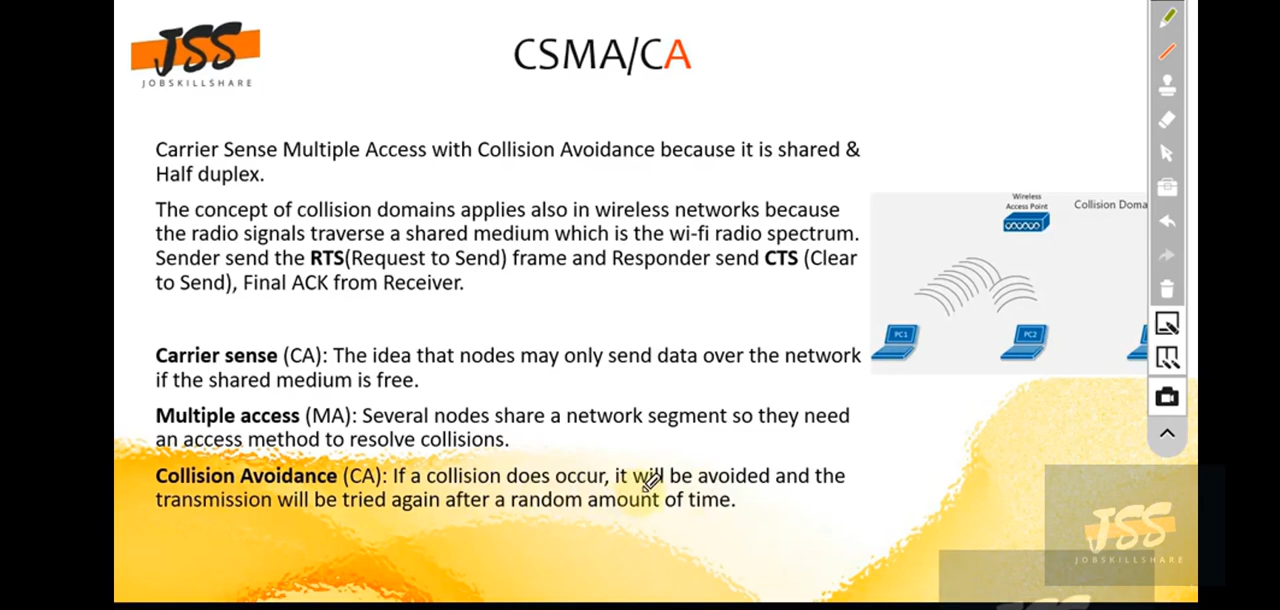 JSS
JOBSKILLSHARE
CSMA/CA
Carrier Sense Multiple Access with Collision Avoidance because it is shared &
Half duplex.
The concept of collision domains applies also in wireless networks because
the radio signals traverse a shared medium which is the wi-fi radio spectrum.
Sender send the RTS(Request to Send) frame and Responder send CTS (Clear
to Send), Final ACK from Receiver.
Carrier sense (CA): The idea that nodes may only send data over the network
if the shared medium is free.
Multiple access (MA): Several nodes share a network segment so they need
an access method to resolve collisions.
Collision Avoidance (CA): If a collision does occur, it will be avoided and the
transmission will be tried again after a random amount of time.
Wireless
Access Point
Collision Doma
PC1
PC2
JSS
JOBSKILLSHARE